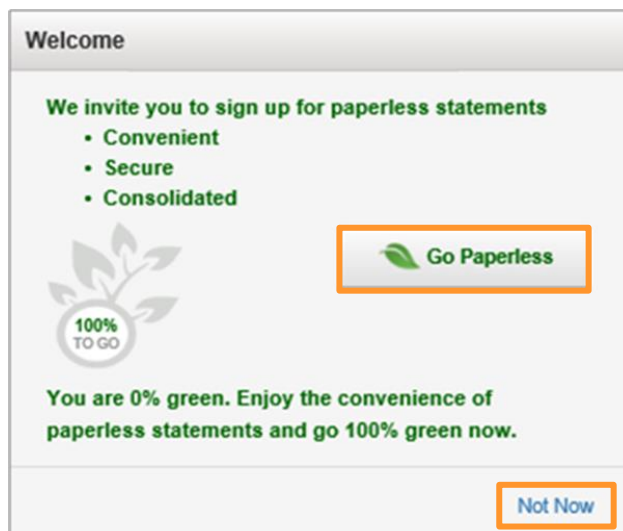 Welcome
We invite you to sign up for paperless statements
• Convenient
• Secure
• Consolidated
Go Paperless
100%
TO GO
You are 0% green. Enjoy the convenience of
paperless statements and go 100% green now.
Not Now